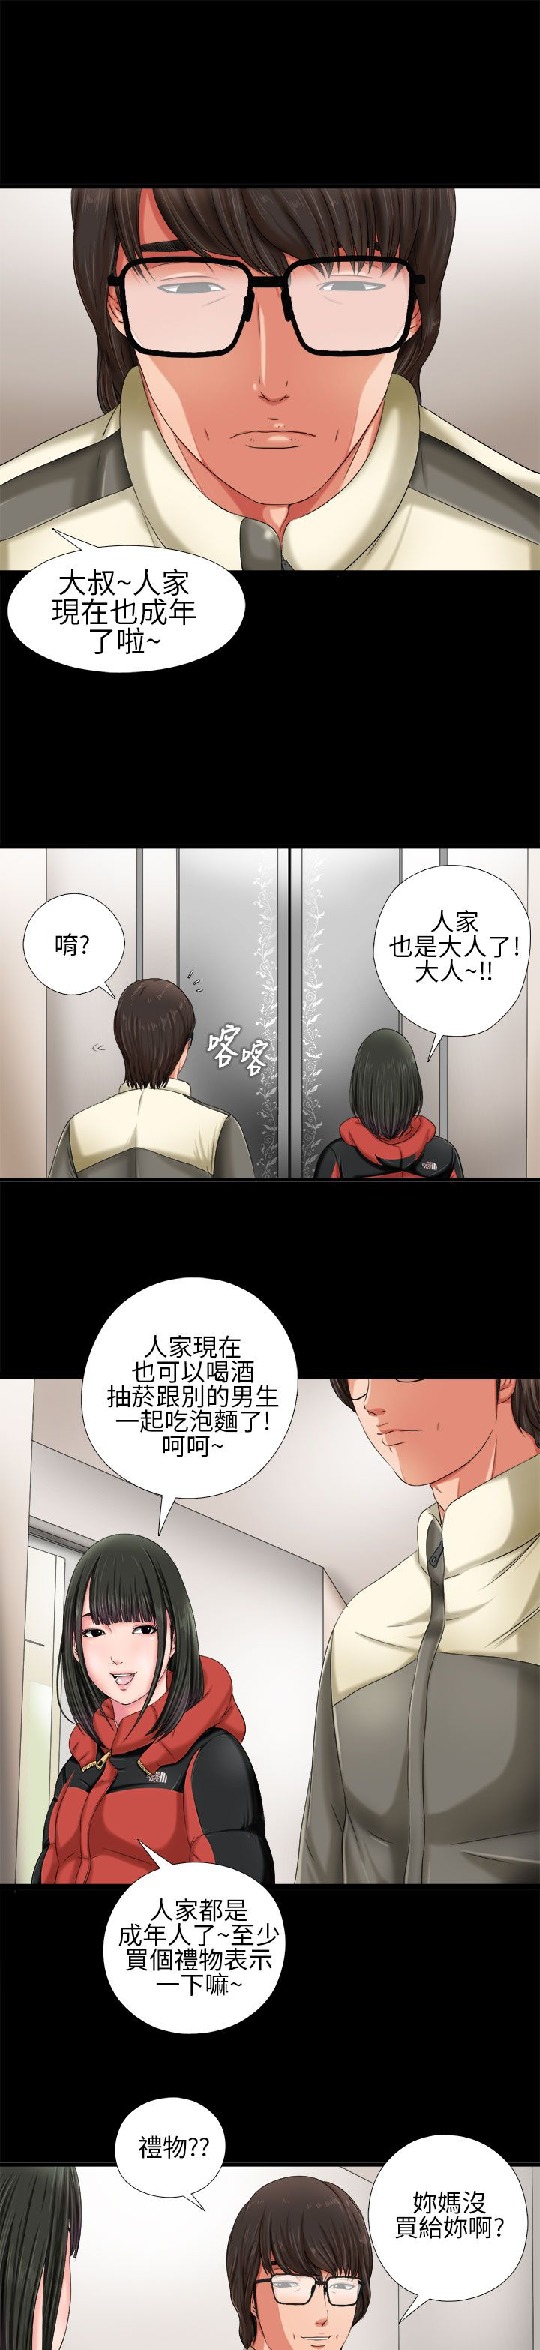 大叔~人家
現在也成年
了啦~
唷?
人家
也是大人了!
大人~!!
喀喀
人家現在
也可以喝酒
抽菸跟別的男生
一起吃泡麵了!
呵呵~
人家都是
成年人了~至少
買個禮物表示
一下嘛~
禮物??
妳媽沒
買給妳啊?